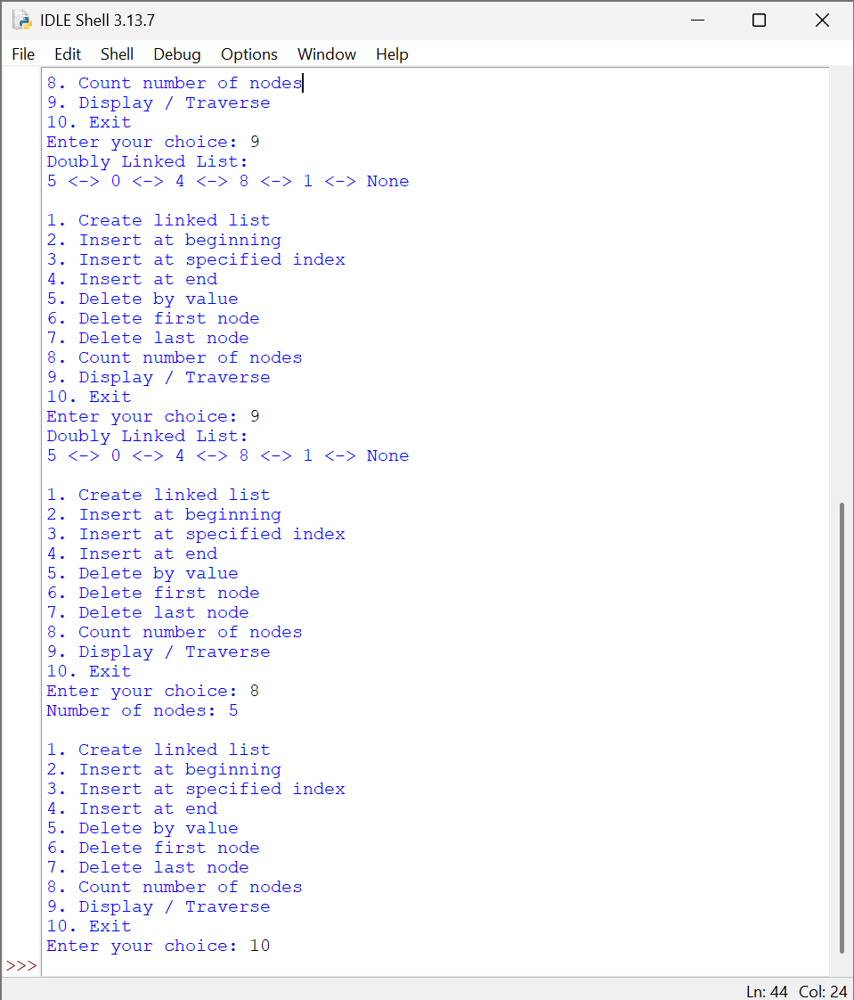 IDLE Shell 3.13.7
File Edit Shell Debug Options Window Help
8. Count number of nodes
9. Display / Traverse
10. Exit
Enter your choice: 9
Doubly Linked List:
5 <-> 0 <-> 4 <-> 8 <-> 1 <-> None

1. Create linked list
2. Insert at beginning
3. Insert at specified index
4. Insert at end
5. Delete by value
6. Delete first node
7. Delete last node
8. Count number of nodes
9. Display / Traverse
10. Exit
Enter your choice: 9
Doubly Linked List:
5 <-> 0 <-> 4 <-> 8 <-> 1 <-> None

1. Create linked list
2. Insert at beginning
3. Insert at specified index
4. Insert at end
5. Delete by value
6. Delete first node
7. Delete last node
8. Count number of nodes
9. Display / Traverse
10. Exit
Enter your choice: 8
Number of nodes: 5

1. Create linked list
2. Insert at beginning
3. Insert at specified index
4. Insert at end
5. Delete by value
6. Delete first node
7. Delete last node
8. Count number of nodes
9. Display / Traverse
10. Exit
Enter your choice: 10
>>>
Ln: 44 Col: 24